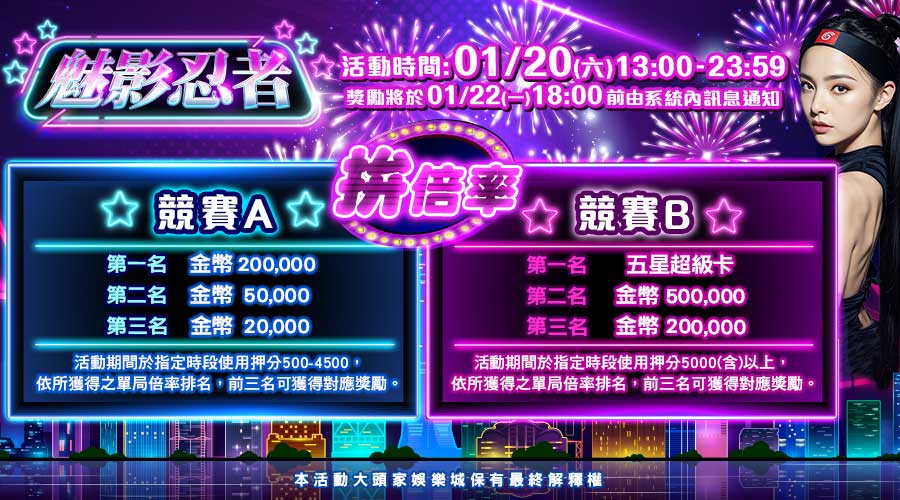 魅影忍者
活動時間:01/20(六)13:00-23:59
獎勵將於01/22(一)18:00前由系統內訊息通知
拚倍率
競賽A
第一名 金幣 200,000
第二名 金幣 50,000
第三名 金幣 20,000
活動期間於指定時段使用押分500-4500，
依所獲得之單局倍率排名，前三名可獲得對應獎勵。
競賽B
第一名 五星超級卡
第二名 金幣 500,000
第三名 金幣 200,000
活動期間於指定時段使用押分5000(含)以上，
依所獲得之單局倍率排名，前三名可獲得對應獎勵。
本活動大頭家娛樂城保有最終解釋權